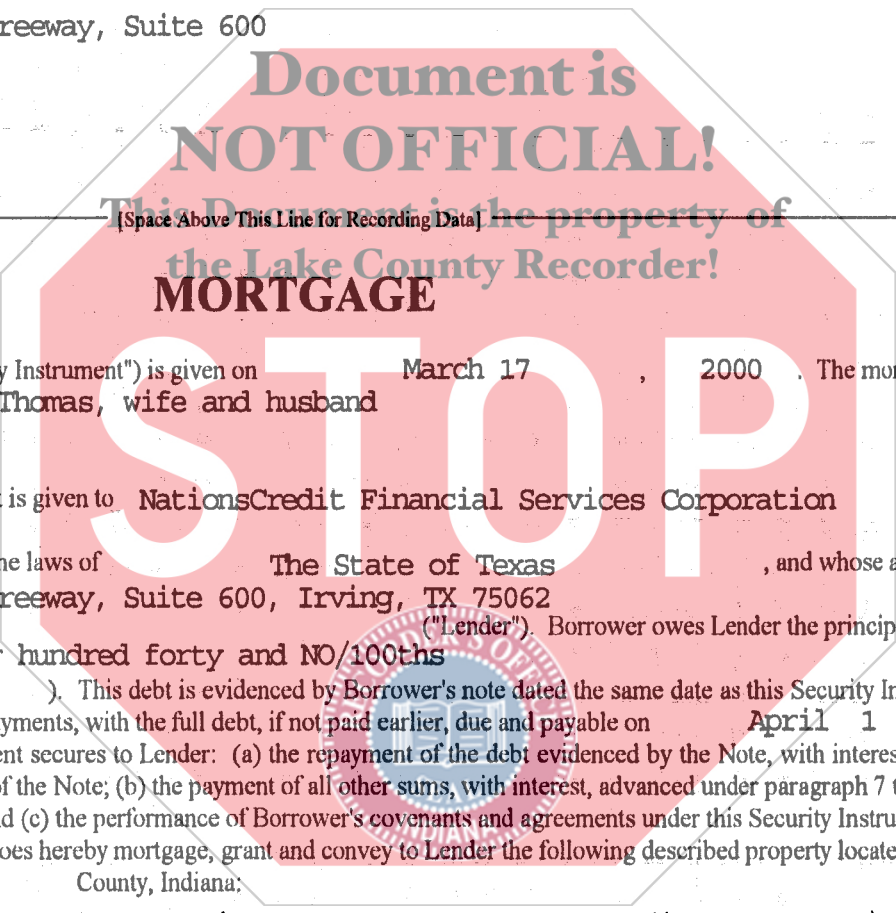 reeway, Suite 600
Document is
NOT OFFICIAL!
This Document is the property of
[Space Above This Line for Recording Data]
the Lake County Recorder!
MORTGAGE
y Instrument") is given on March 17 , 2000 . The mor
Thomas, wife and husband
is given to NationsCredit Financial Services Corporation
he laws of The State of Texas , and whose a
reeway, Suite 600, Irving, TX 75062
("Lender"). Borrower owes Lender the princip
hundred forty and NO/100ths
). This debt is evidenced by Borrower's note dated the same date as this Security In
yments, with the full debt, if not paid earlier, due and payable on April 1
ent secures to Lender: (a) the repayment of the debt evidenced by the Note, with interes
of the Note; (b) the payment of all other sums, with interest, advanced under paragraph 7 t
d (c) the performance of Borrower's covenants and agreements under this Security Instru
oes hereby mortgage, grant and convey to Lender the following described property locate
County, Indiana:
STOP
RECORDER'S OFFICE
INDIANA